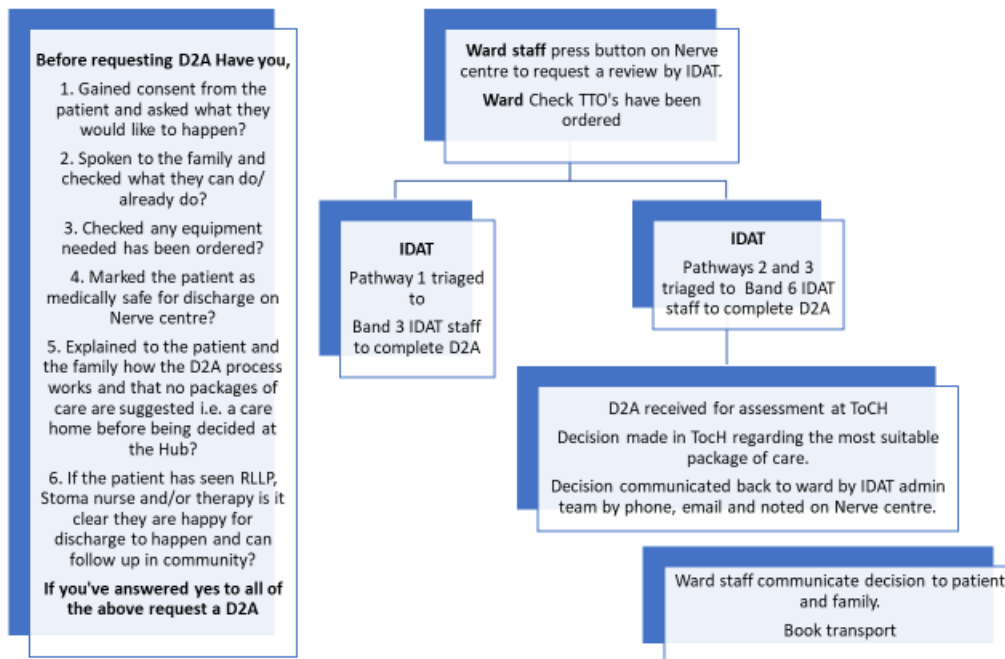 Before requesting D2A Have you,
1. Gained consent from the
patient and asked what they
would like to happen?
2. Spoken to the family and
checked what they can do/
already do?
3. Checked any equipment
needed has been ordered?
4. Marked the patient as
medically safe for discharge on
Nerve centre?
5. Explained to the patient and
the family how the D2A process
works and that no packages of
care are suggested i.e. a care
home before being decided at
the Hub?
6. If the patient has seen RLLP,
Stoma nurse and/or therapy is it
clear they are happy for
discharge to happen and can
follow up in community?
If you've answered yes to all of
the above request a D2A
Ward staff press button on Nerve
centre to request a review by IDAT.
Ward Check TTO's have been
ordered
IDAT
Pathway 1 triaged
to
Band 3 IDAT staff
to complete D2A
IDAT
Pathways 2 and 3
triaged to Band 6 IDAT
staff to complete D2A
D2A received for assessment at ToCH
Decision made in TocH regarding the most suitable
package of care.
Decision communicated back to ward by IDAT admin
team by phone, email and noted on Nerve centre.
Ward staff communicate decision to patient
and family.
Book transport